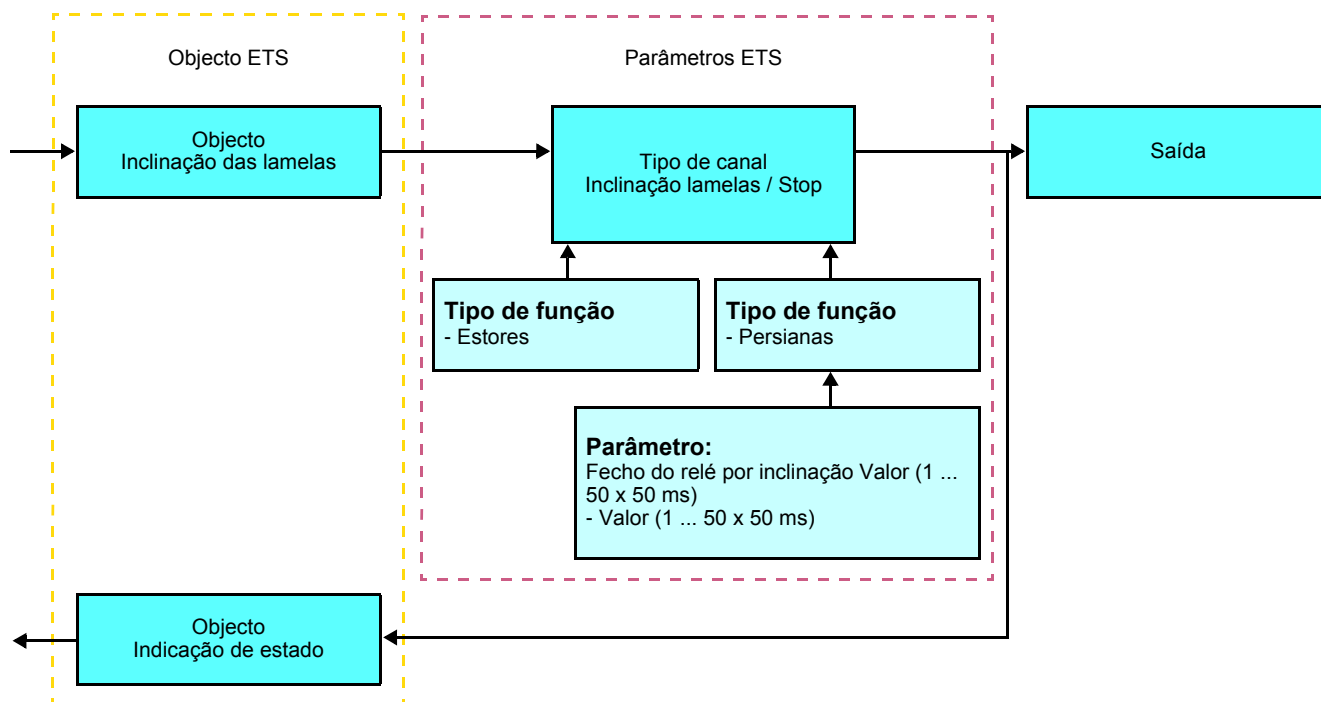 Objecto ETS
Parâmetros ETS
Objecto
Inclinação das lamelas
Tipo de canal
Inclinação lamelas / Stop
Saída
Tipo de função
- Estores
Tipo de função
- Persianas
Parâmetro:
Fecho do relé por inclinação Valor (1 ...
50 x 50 ms)
- Valor (1 ... 50 x 50 ms)
Objecto
Indicação de estado